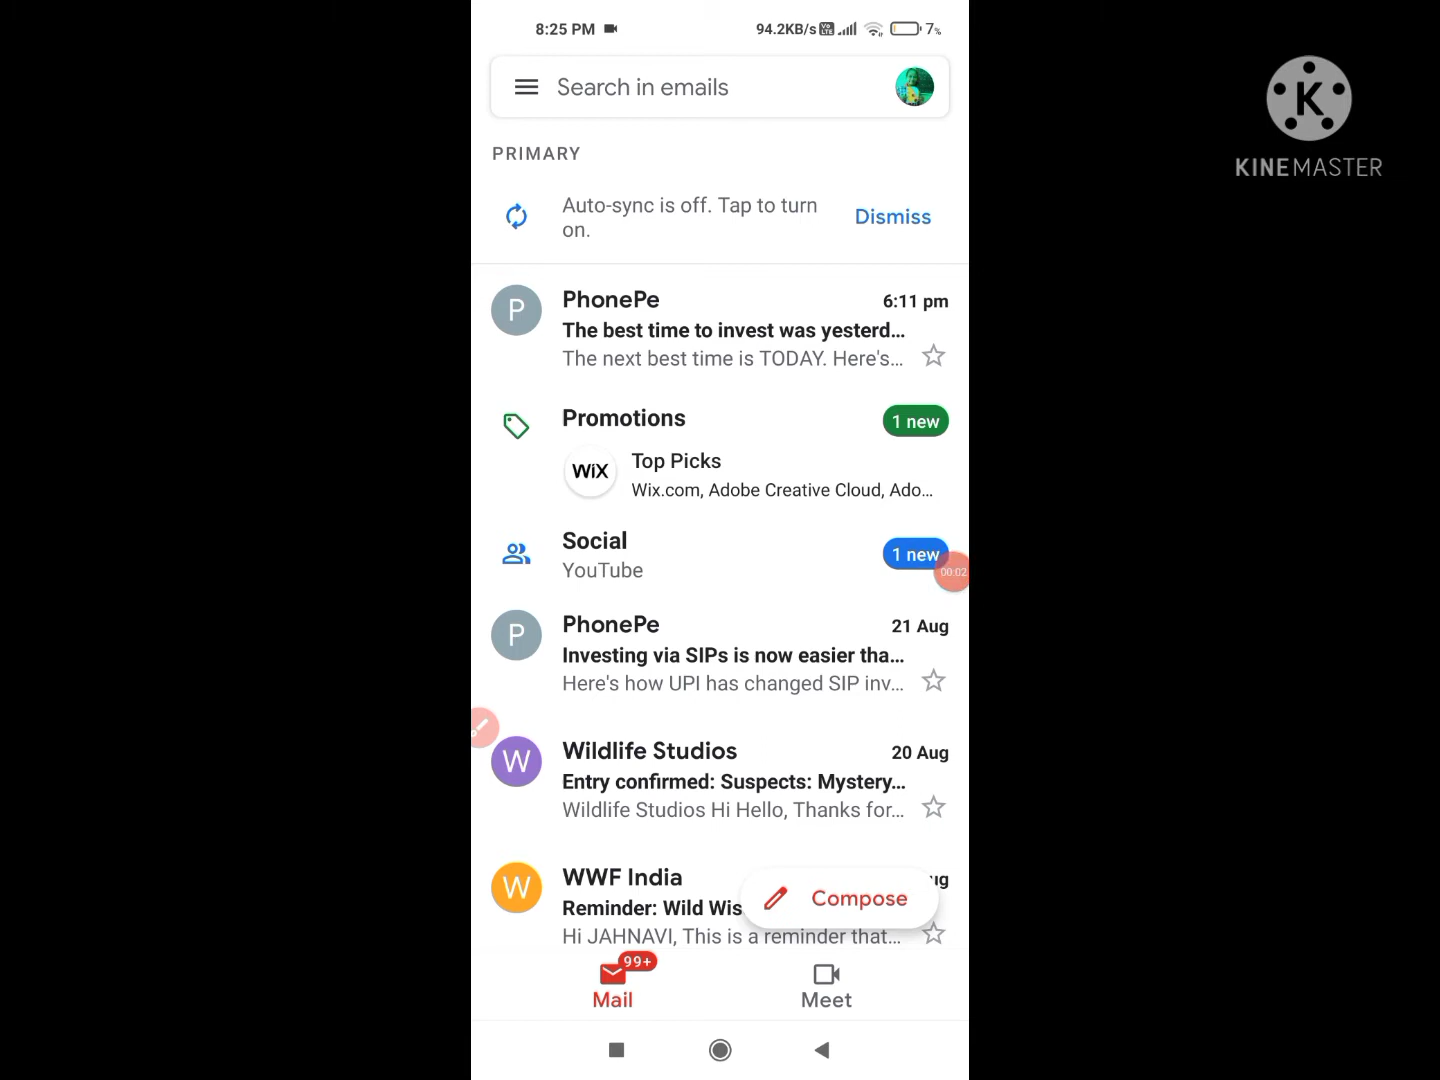 8:25 PM 94.2KB/s Vo LTE 7%
Search in emails
K
KINEMASTER
PRIMARY
Auto-sync is off. Tap to turn
on.
Dismiss
P PhonePe 6:11 pm
The best time to invest was yesterd...
The next best time is TODAY. Here's...
Promotions 1 new
WiX Top Picks
Wix.com, Adobe Creative Cloud, Ado...
Social 1 new
YouTube
00:02
P PhonePe 21 Aug
Investing via SIPs is now easier tha...
Here's how UPI has changed SIP inv...
W Wildlife Studios 20 Aug
Entry confirmed: Suspects: Mystery...
Wildlife Studios Hi Hello, Thanks for...
W WWF India ug
Reminder: Wild Wis
Compose
Hi JAHNAVI, This is a reminder that...
99+
Mail Meet